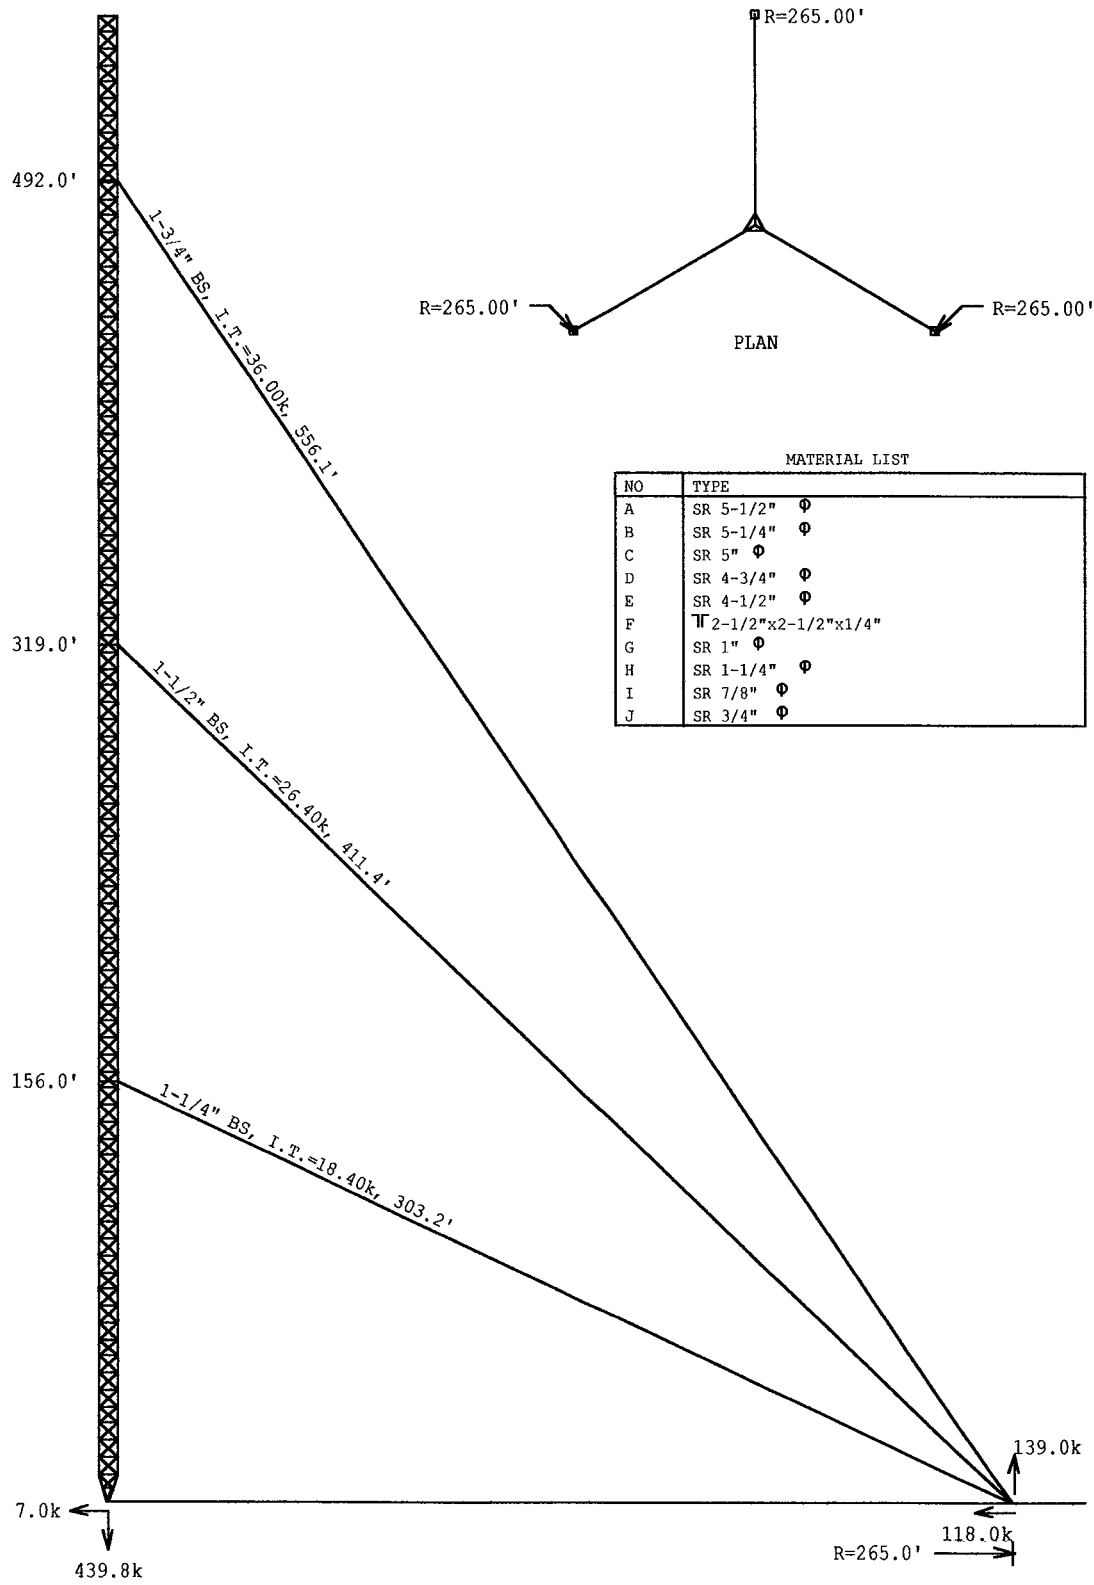 R=265.00'
492.0'
1-3/4" BS, I.T.=36.00k, 556.1'
R=265.00'
R=265.00'
PLAN
MATERIAL LIST
NO TYPE
A SR 5-1/2" Φ
B SR 5-1/4" Φ
C SR 5" Φ
D SR 4-3/4" Φ
E SR 4-1/2" Φ
F 2-1/2"x2-1/2"x1/4"
G SR 1" Φ
H SR 1-1/4" Φ
I SR 7/8" Φ
J SR 3/4" Φ
319.0'
1-1/2" BS, I.T.=26.40k, 411.4'
156.0'
1-1/4" BS, I.T.=18.40k, 303.2'
139.0k
7.0k
118.0k
R=265.0'
439.8k